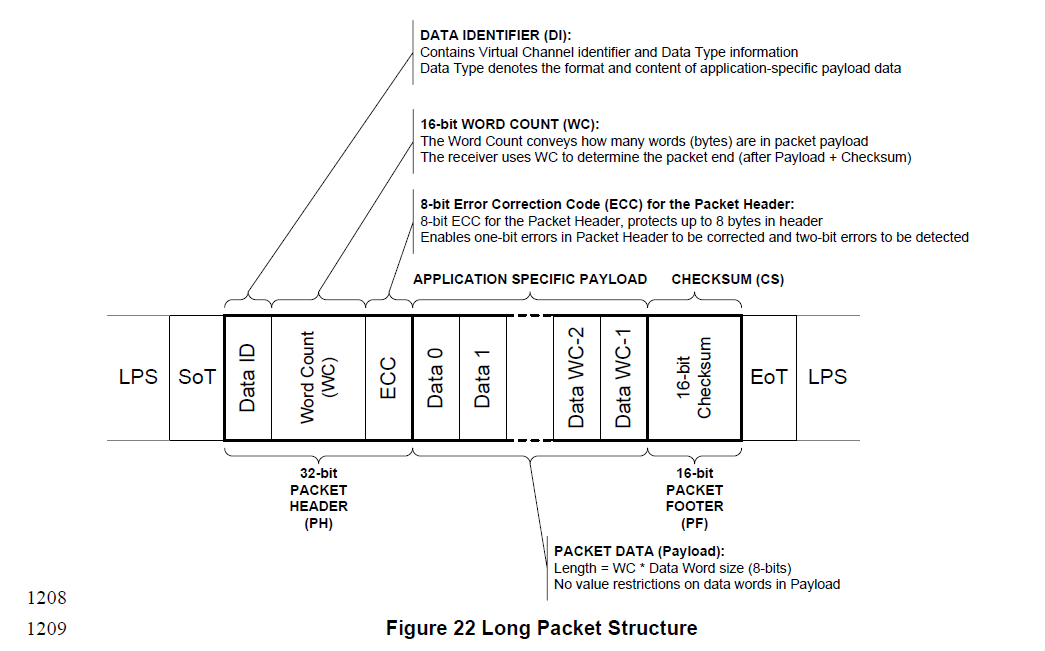 DATA IDENTIFIER (DI):
Contains Virtual Channel identifier and Data Type information
Data Type denotes the format and content of application-specific payload data
16-bit WORD COUNT (WC):
The Word Count conveys how many words (bytes) are in packet payload
The receiver uses WC to determine the packet end (after Payload + Checksum)
8-bit Error Correction Code (ECC) for the Packet Header:
8-bit ECC for the Packet Header, protects up to 8 bytes in header
Enables one-bit errors in Packet Header to be corrected and two-bit errors to be detected
APPLICATION SPECIFIC PAYLOAD
CHECKSUM (CS)
LPS
SoT
Data ID
Word Count
(WC)
ECC
Data 0
Data 1
Data WC-2
Data WC-1
16-bit
Checksum
EoT
LPS
32-bit
PACKET
HEADER
(PH)
16-bit
PACKET
FOOTER
(PF)
PACKET DATA (Payload):
Length = WC * Data Word size (8-bits)
No value restrictions on data words in Payload
1208
1209
Figure 22 Long Packet Structure